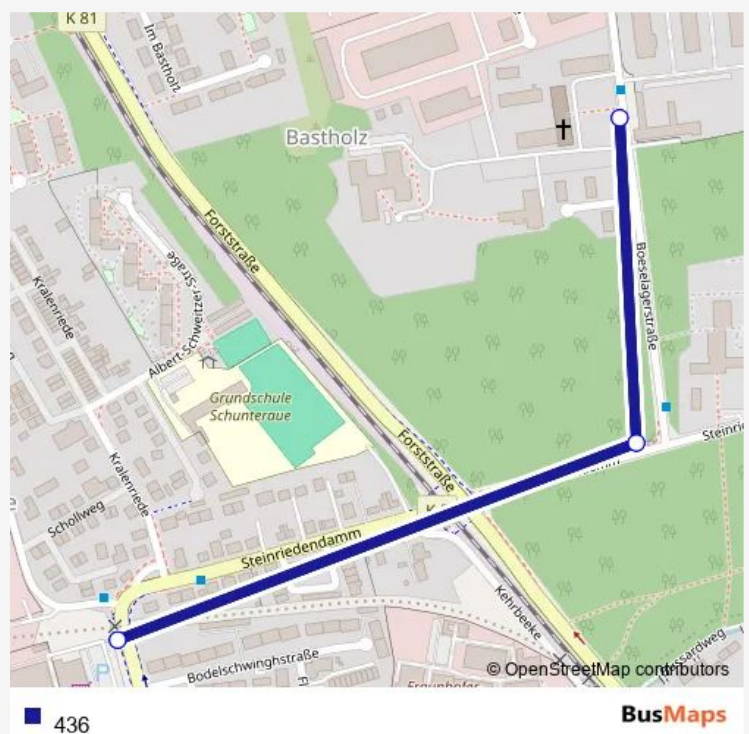 K 81
Im Bastholz
Bastholz
Forststraße
Boeselagerstraße
Kralenriede
Albert-Schweitzer-Straße
Grundschule
Schunteraue
Forststraße
Kralenriede
Schollweg
Steinriedendamm
Kehrbeeke
Bodelschwinghstraße
P
© OpenStreetMap contributors
436
BusMaps